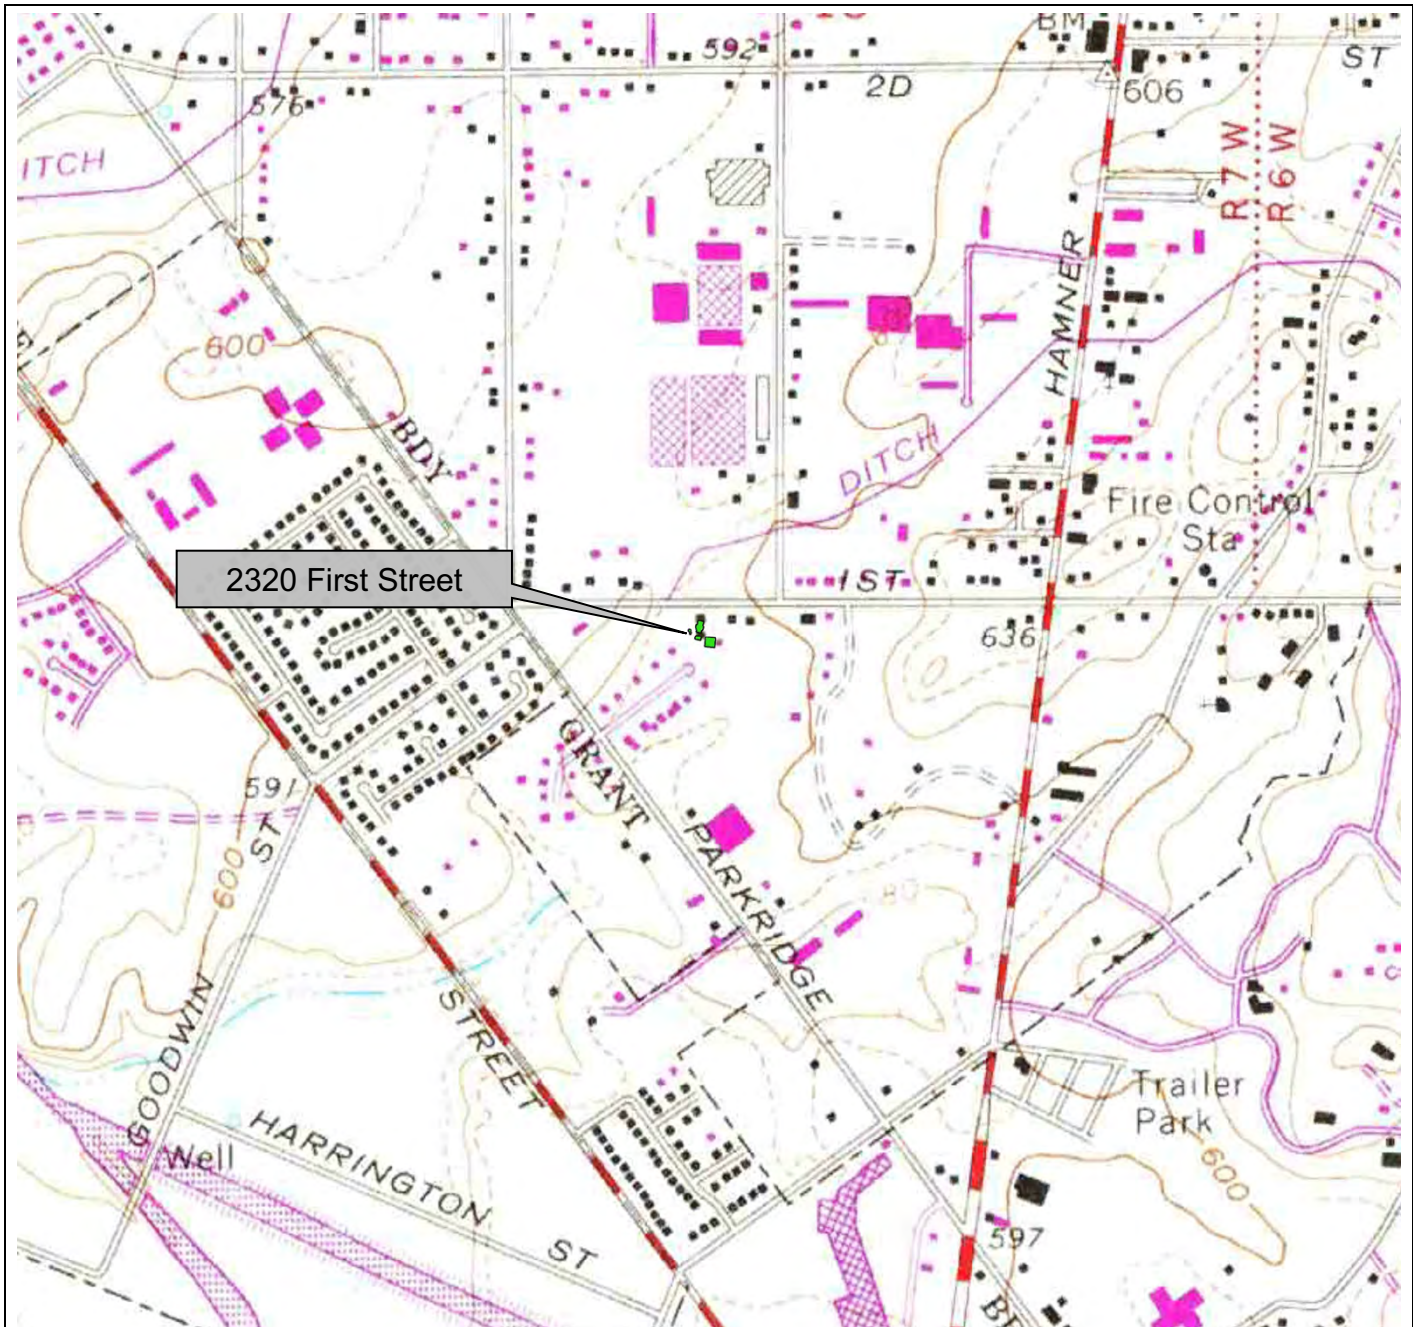 BM
592
ST
2D
606
576
ITCH
R 7 W
R 6 W
HAMNER
600
BDY
DITCH
Fire Control
Sta
2320 First Street
1ST
636
GRANT
591
ST
600
PARKRIDGE
GOODWIN
STREET
Trailer
Park
HARRINGTON
ST
Well
600
597